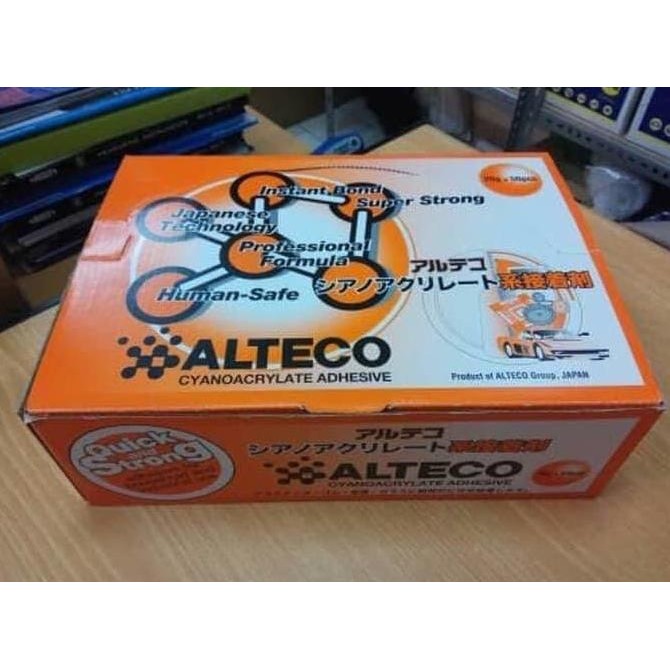 Instant Bond
Super Strong
Japanese
Technology
Professional
Formula
Human-Safe
アルテコ
シアノアクリレート系接着剤
ALTECO
CYANOACRYLATE ADHESIVE
Product of ALTECO Group, JAPAN
Quick
and
Strong
アルテコ
シアノアクリレート系接着剤
ALTECO
CYANOACRYLATE ADHESIVE